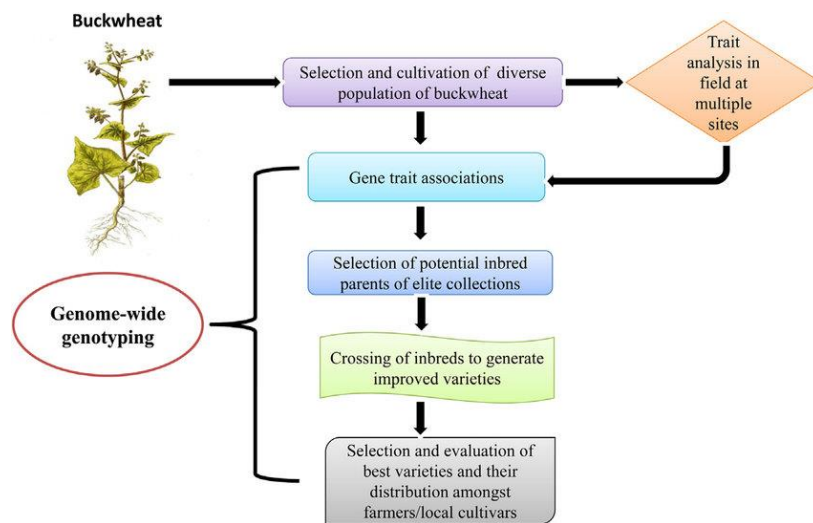 Buckwheat
Selection and cultivation of diverse
population of buckwheat
Trait
analysis in
field at
multiple
sites
Gene trait associations
Selection of potential inbred
parents of elite collections
Genome-wide
genotyping
Crossing of inbreds to generate
improved varieties
Selection and evaluation of
best varieties and their
distribution amongst
farmers/local cultivars